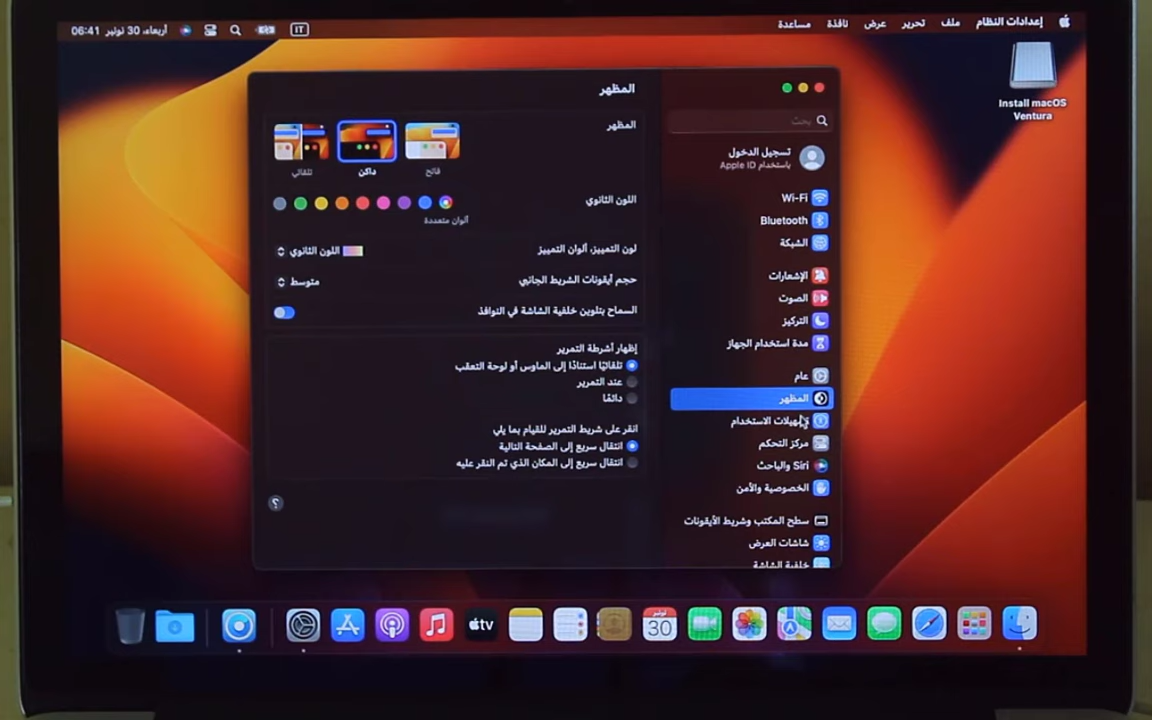 إعدادات النظام ملف تحرير عرض نافذة مساعدة
IT
أربعاء، 30 نونبر 06:41
Install macOS
Ventura
بحث
تسجيل الدخول
باستخدام Apple ID
Wi-Fi
Bluetooth
الشبكة
الإشعارات
الصوت
التركيز
مدة استخدام الجهاز
عام
المظهر
تسهيلات الاستخدام
مركز التحكم
Siri والباحث
الخصوصية والأمن
سطح المكتب وشريط الأيقونات
شاشات العرض
خلفية الشاشة
المظهر
المظهر
فاتح داكن تلقائي
اللون الثانوي
ألوان متعددة
لون التمييز، ألوان التمييز
اللون الثانوي
حجم أيقونات الشريط الجانبي
متوسط
السماح بتلوين خلفية الشاشة في النوافذ
إظهار أشرطة التمرير
تلقائيًا استنادًا إلى الماوس أو لوحة التعقب
عند التمرير
دائمًا
انقر على شريط التمرير للقيام بما يلي
انتقال سريع إلى الصفحة التالية
انتقال سريع إلى المكان الذي تم النقر عليه
?
نونبر
30
tv